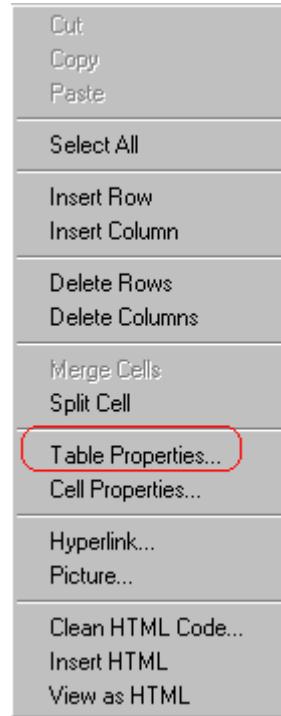 Cut
Copy
Paste
Select All
Insert Row
Insert Column
Delete Rows
Delete Columns
Merge Cells
Split Cell
Table Properties...
Cell Properties...
Hyperlink...
Picture...
Clean HTML Code...
Insert HTML
View as HTML